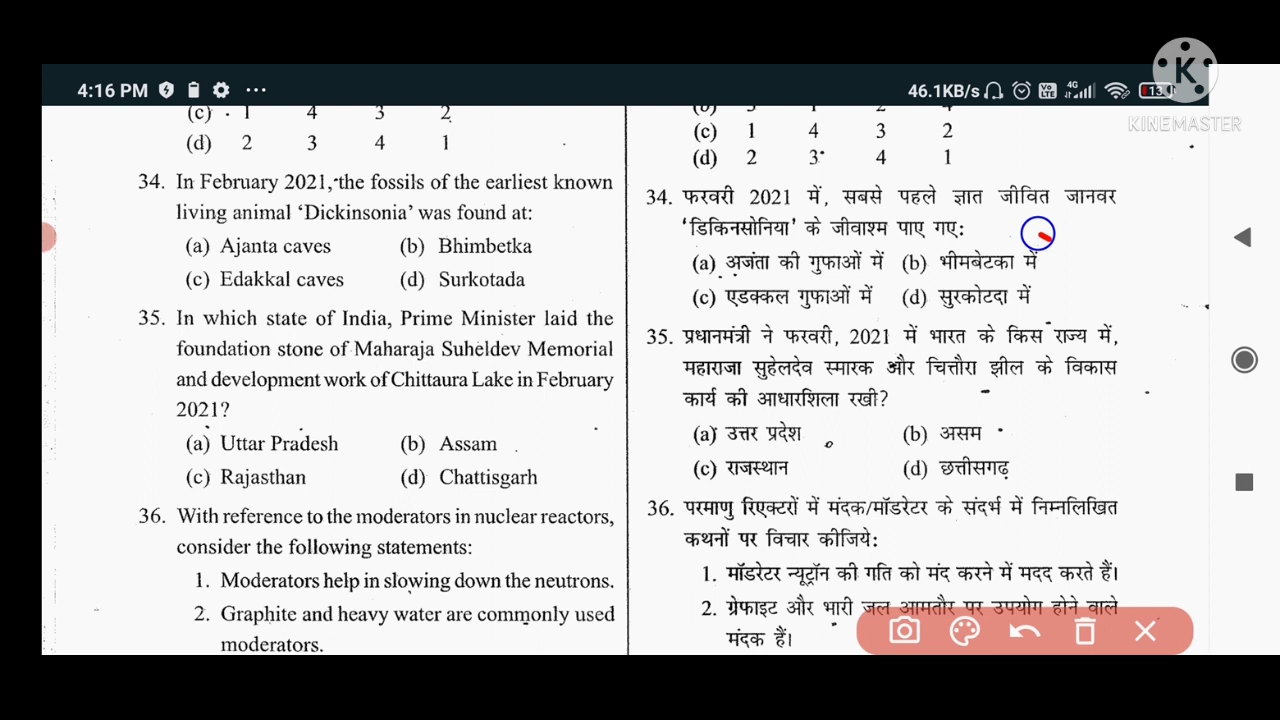 4:16 PM
46.1KB/s
4G
Vo LTE
13
KINEMASTER
(c) 1 4 3 2
(d) 2 3 4 1
34. In February 2021, the fossils of the earliest known
living animal ‘Dickinsonia’ was found at:
(a) Ajanta caves (b) Bhimbetka
(c) Edakkal caves (d) Surkotada
35. In which state of India, Prime Minister laid the
foundation stone of Maharaja Suheldev Memorial
and development work of Chittaura Lake in February
2021?
(a) Uttar Pradesh (b) Assam
(c) Rajasthan (d) Chattisgarh
36. With reference to the moderators in nuclear reactors,
consider the following statements:
1. Moderators help in slowing down the neutrons.
2. Graphite and heavy water are commonly used
moderators.
(c) 1 4 3 2
(d) 2 3 4 1
34. फरवरी 2021 में, सबसे पहले ज्ञात जीवित जानवर
‘डिकिनसोनिया’ के जीवाश्म पाए गए:
(a) अजंता की गुफाओं में (b) भीमबेटका में
(c) एडक्कल गुफाओं में (d) सुरकोटदा में
35. प्रधानमंत्री ने फरवरी, 2021 में भारत के किस राज्य में,
महाराजा सुहेलदेव स्मारक और चित्तौरा झील के विकास
कार्य की आधारशिला रखी?
(a) उत्तर प्रदेश (b) असम
(c) राजस्थान (d) छत्तीसगढ़
36. परमाणु रिएक्टरों में मंदक/मॉडरेटर के संदर्भ में निम्नलिखित
कथनों पर विचार कीजिये:
1. मॉडरेटर न्यूट्रॉन की गति को मंद करने में मदद करते हैं।
2. ग्रेफाइट और भारी जल आमतौर पर उपयोग होने वाले
मंदक हैं।